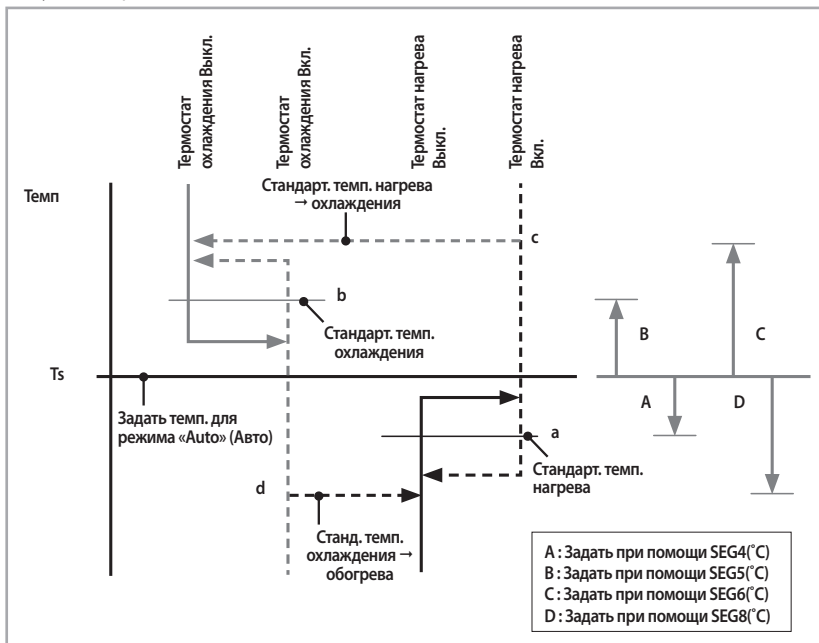 Термостат
охлаждения Выкл.
Термостат
охлаждения Вкл.
Термостат нагрева
Выкл.
Термостат нагрева
Вкл.
Темп
Стандарт. темп. нагрева
→ охлаждения
c
b
Стандарт. темп.
охлаждения
B
C
Ts
Задать темп. для
режима «Auto» (Авто)
A
D
a
Стандарт. темп.
нагрева
d
Станд. темп.
охлаждения →
обогрева
A : Задать при помощи SEG4(˚C)
B : Задать при помощи SEG5(˚C)
C : Задать при помощи SEG6(˚C)
D : Задать при помощи SEG8(˚C)